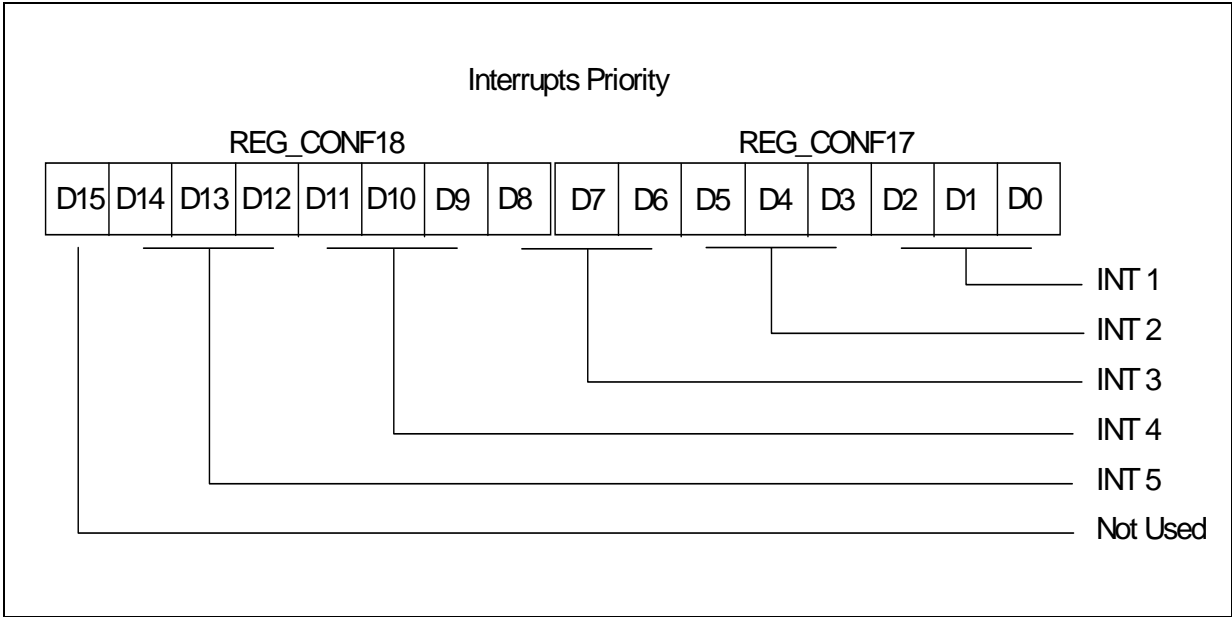 Interrupts Priority
REG_CONF18 REG_CONF17
D15 D14 D13 D12 D11 D10 D9 D8 D7 D6 D5 D4 D3 D2 D1 D0
INT 1
INT 2
INT 3
INT 4
INT 5
Not Used